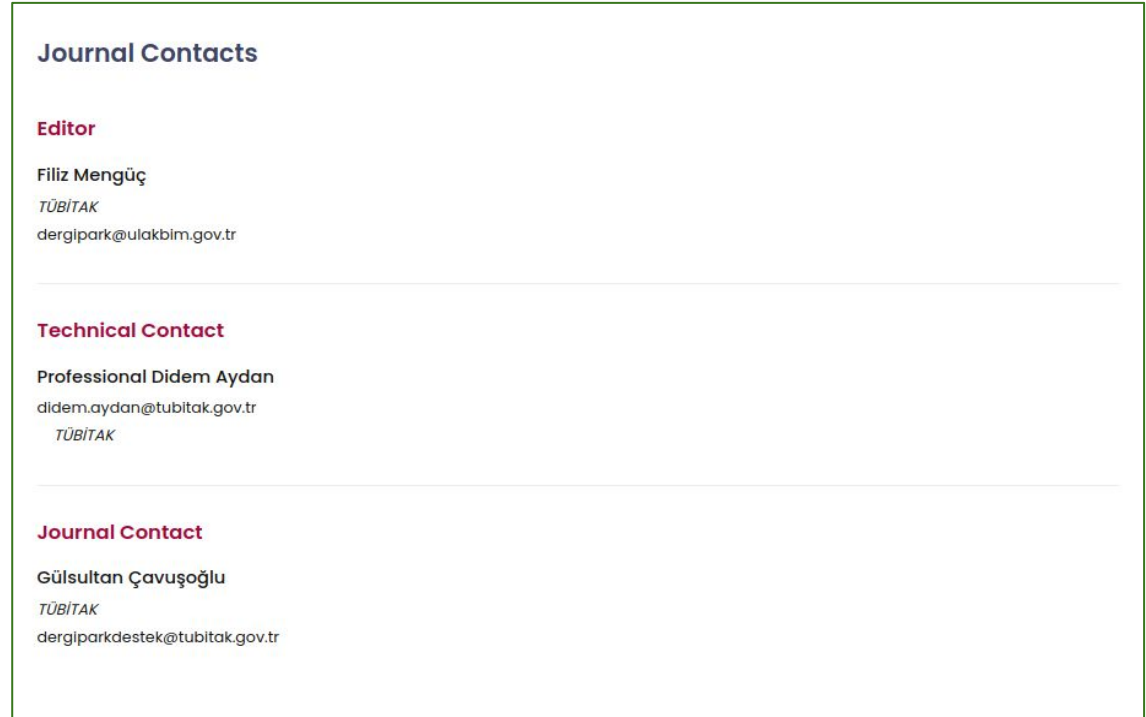 Journal Contacts
Editor
Filiz Mengüç
TÜBİTAK
dergipark@ulakbim.gov.tr
Technical Contact
Professional Didem Aydan
didem.aydan@tubitak.gov.tr
TÜBİTAK
Journal Contact
Gülsultan Çavuşoğlu
TÜBİTAK
dergiparkdestek@tubitak.gov.tr